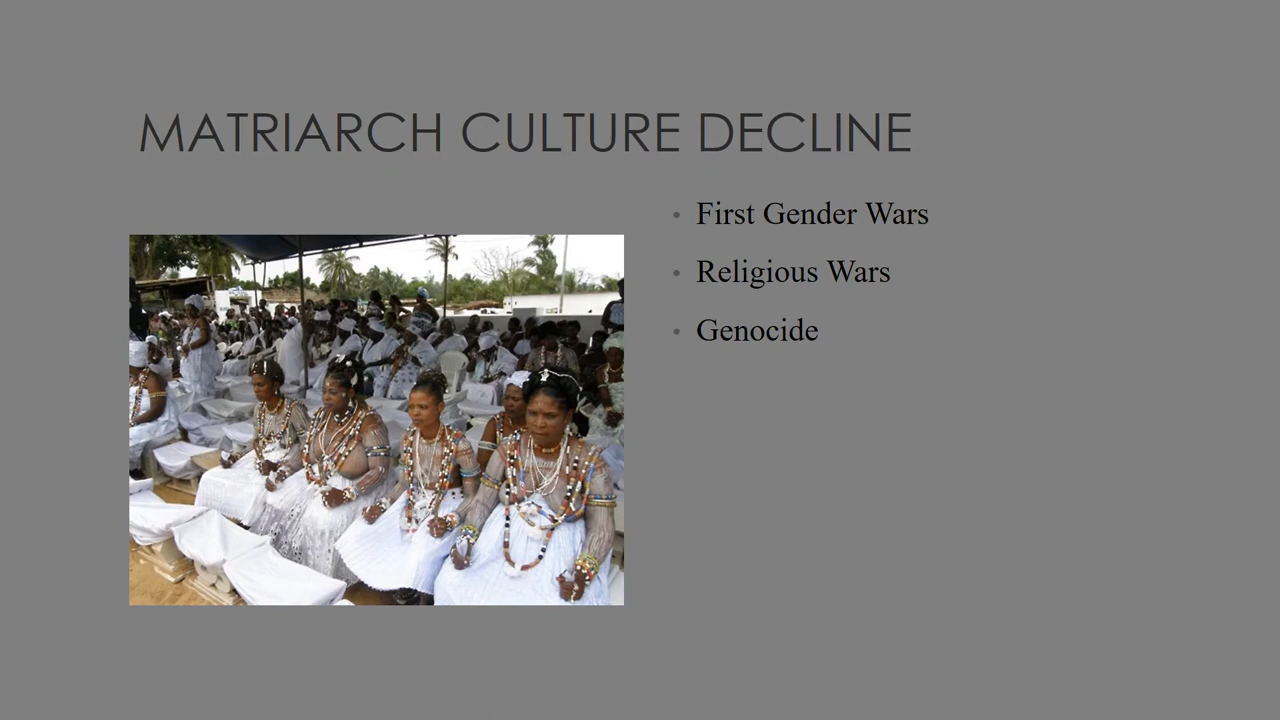 MATRIARCH CULTURE DECLINE
• First Gender Wars
• Religious Wars
• Genocide